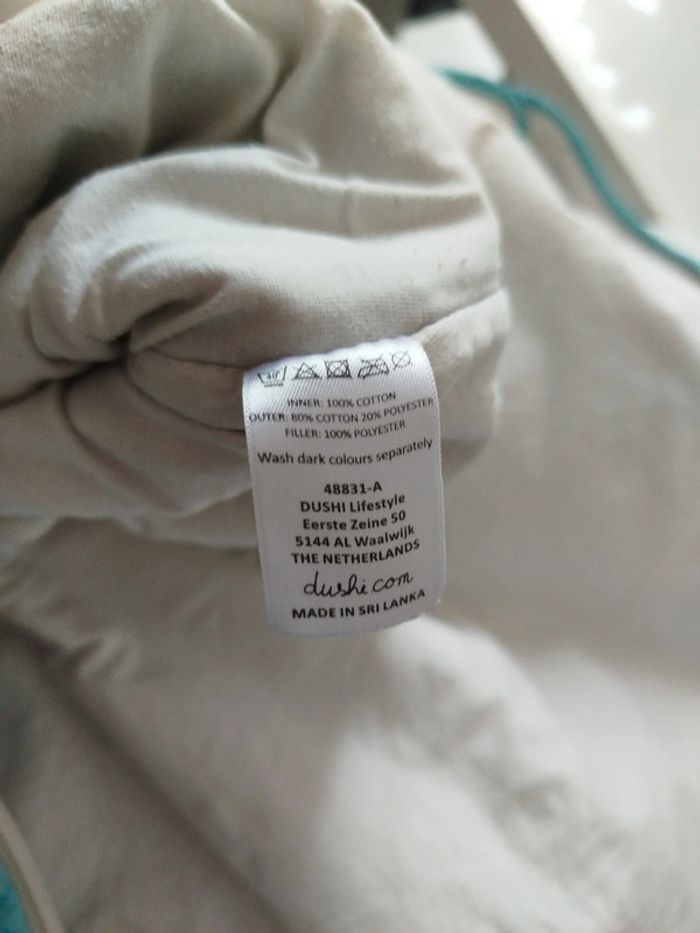 40°
INNER: 100% COTTON
OUTER: 80% COTTON 20% POLYESTER
FILLER: 100% POLYESTER
Wash dark colours separately
48831-A
DUSHI Lifestyle
Eerste Zeine 50
5144 AL Waalwijk
THE NETHERLANDS
dushi.com
MADE IN SRI LANKA